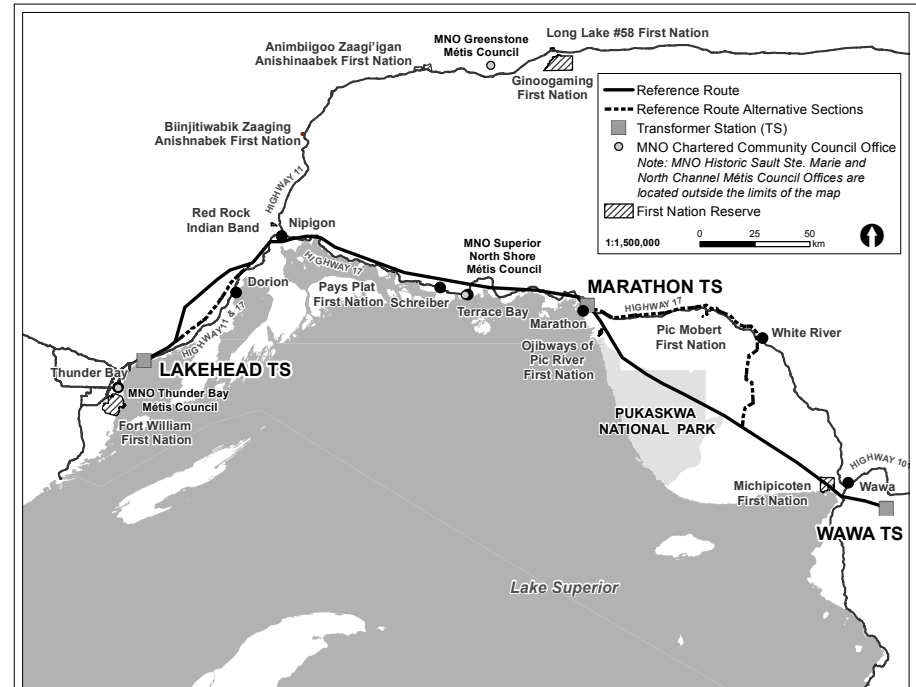 Long Lake #58 First Nation
MNO Greenstone
Métis Council
Animbiigoo Zaagi'igan
Anishinaabek First Nation
Ginoogaming
First Nation
Biinjitiwabik Zaaging
Anishnabek First Nation
HIGHWAY 11
Red Rock
Indian Band
Nipigon
Reference Route
Reference Route Alternative Sections
Transformer Station (TS)
MNO Chartered Community Council Office
Note: MNO Historic Sault Ste. Marie and
North Channel Métis Council Offices are
located outside the limits of the map
First Nation Reserve
1:1,500,000
0 25 50
km
HIGHWAY 17
MNO Superior
North Shore
Métis Council
Dorion
Pays Plat
First Nation
Schreiber
Terrace Bay
MARATHON TS
HIGHWAY 17
Marathon
Pic Mobert
First Nation
White River
Ojibways of
Pic River
First Nation
HIGHWAY 11 & 17
Thunder Bay
LAKEHEAD TS
MNO Thunder Bay
Métis Council
Fort William
First Nation
PUKASKWA
NATIONAL PARK
HIGHWAY 101
Michipicoten
First Nation
Wawa
WAWA TS
Lake Superior